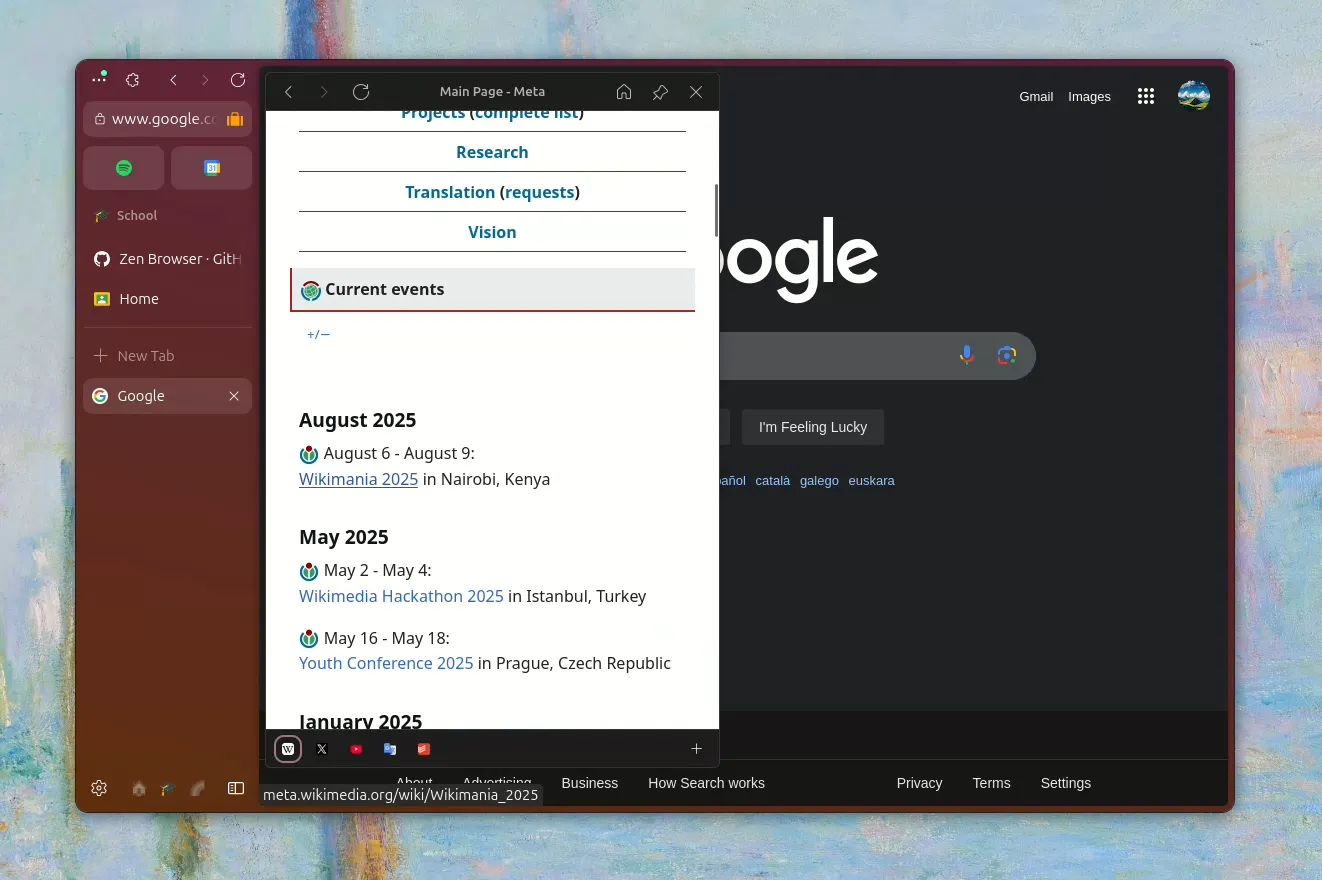 www.google.co
31
School
Zen Browser · GitH
Home
New Tab
Google
Main Page - Meta
Projects (complete list)
Research
Translation (requests)
Vision
Current events
+/−
August 2025
August 6 - August 9:
Wikimania 2025 in Nairobi, Kenya
May 2025
May 2 - May 4:
Wikimedia Hackathon 2025 in Istanbul, Turkey
May 16 - May 18:
Youth Conference 2025 in Prague, Czech Republic
January 2025
W
X
meta.wikimedia.org/wiki/Wikimania_2025
Gmail Images
ogle
I'm Feeling Lucky
añol català galego euskara
About Advertising Business How Search works Privacy Terms Settings